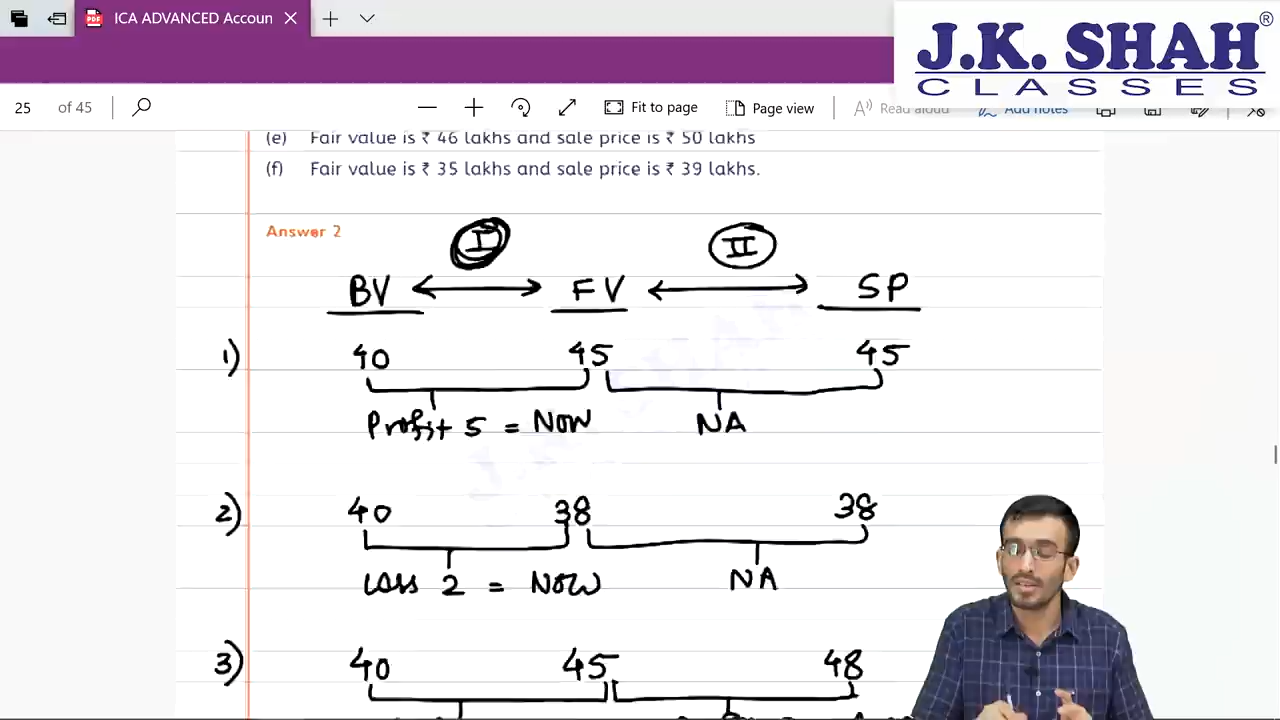 ICA ADVANCED Accoun
J.K. SHAH®
CLASSES
25 of 45
Fit to page
Page view
Read aloud
Add notes
(e) Fair value is ₹ 46 lakhs and sale price is ₹ 50 lakhs
(f) Fair value is ₹ 35 lakhs and sale price is ₹ 39 lakhs.
Answer 2
I II
BV FV SP
1) 40 45 45
Profit 5 = Now NA
2) 40 38 38
Loss 2 = Now NA
3) 40 45 48